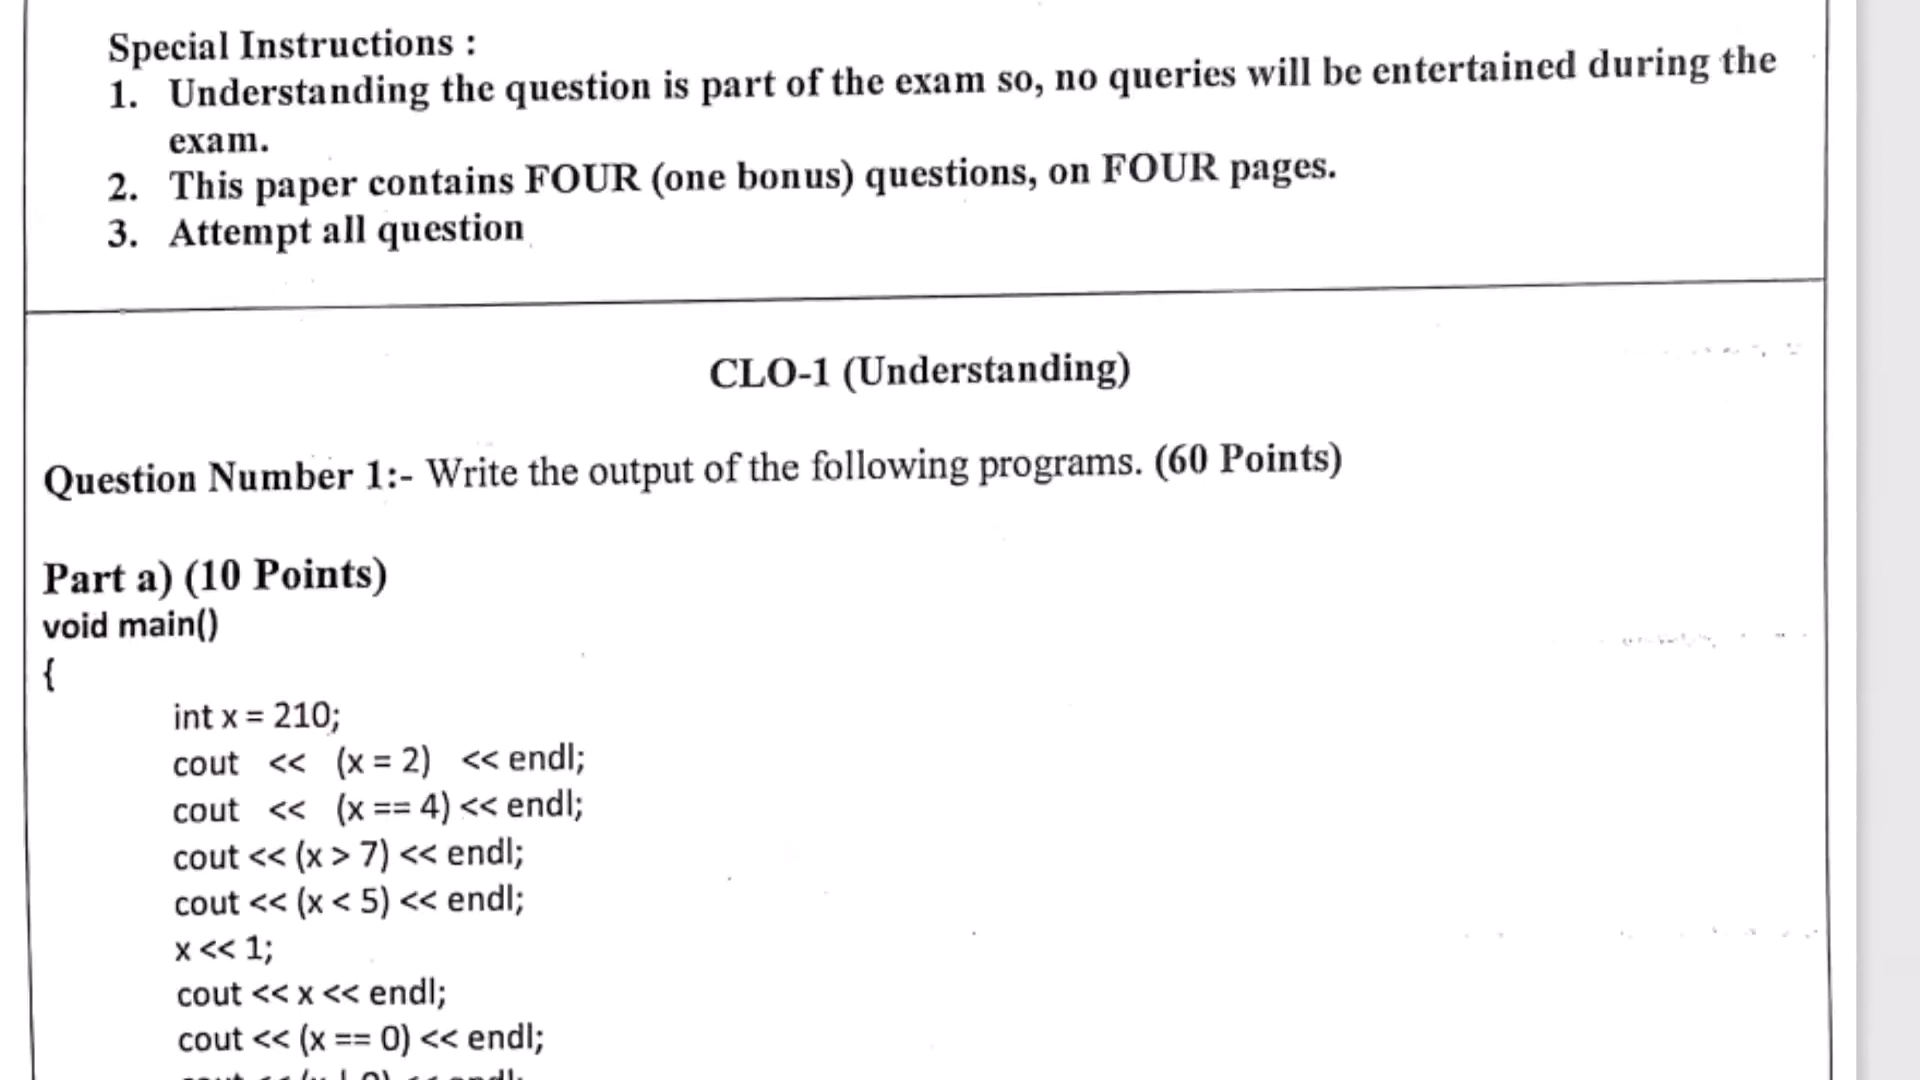 Special Instructions :
1. Understanding the question is part of the exam so, no queries will be entertained during the
exam.
2. This paper contains FOUR (one bonus) questions, on FOUR pages.
3. Attempt all question
CLO-1 (Understanding)
Question Number 1:- Write the output of the following programs. (60 Points)
Part a) (10 Points)
void main()
{
int x = 210;
cout << (x = 2) << endl;
cout << (x == 4) << endl;
cout << (x > 7) << endl;
cout << (x < 5) << endl;
x << 1;
cout << x << endl;
cout << (x == 0) << endl;